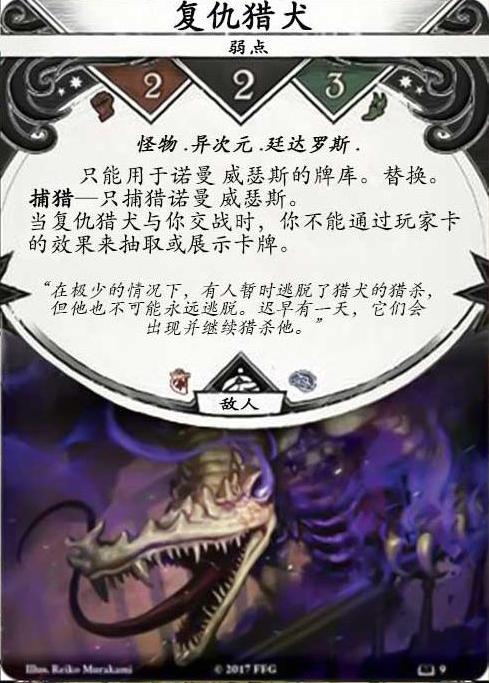 复仇猎犬
弱点
2 2 3
怪物.异次元.廷达罗斯.
只能用于诺曼 威瑟斯的牌库。替换。
捕猎—只捕猎诺曼 威瑟斯。
当复仇猎犬与你交战时，你不能通过玩家卡
的效果来抽取或展示卡牌。
“在极少的情况下，有人暂时逃脱了猎犬的猎杀，
但他也不可能永远逃脱。迟早有一天，它们会
出现并继续猎杀他。”
敌人
Illus. Reiko Murakami © 2017 FFG 9